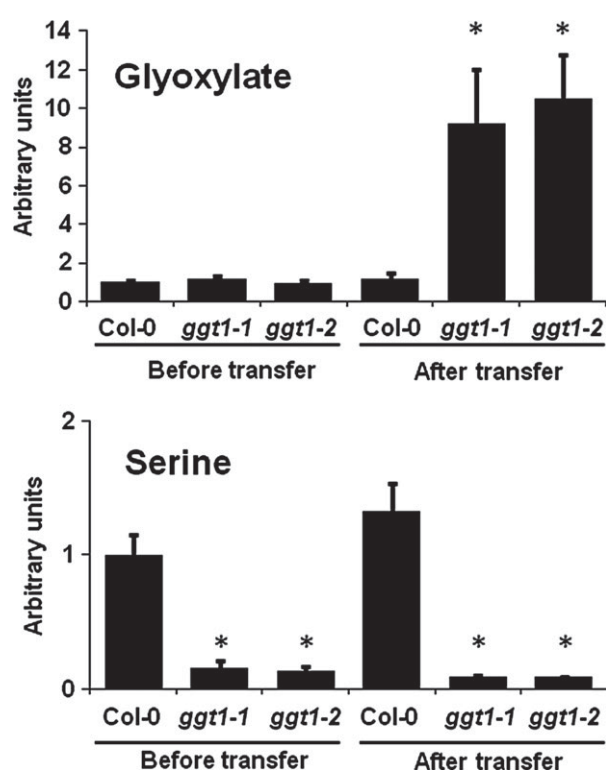 Glyoxylate
Arbitrary units
14
12
10
8
6
4
2
0
* *
Col-0 ggt1-1 ggt1-2 Col-0 ggt1-1 ggt1-2
Before transfer After transfer
Serine
Arbitrary units
2
1
0
* * * *
Col-0 ggt1-1 ggt1-2 Col-0 ggt1-1 ggt1-2
Before transfer After transfer